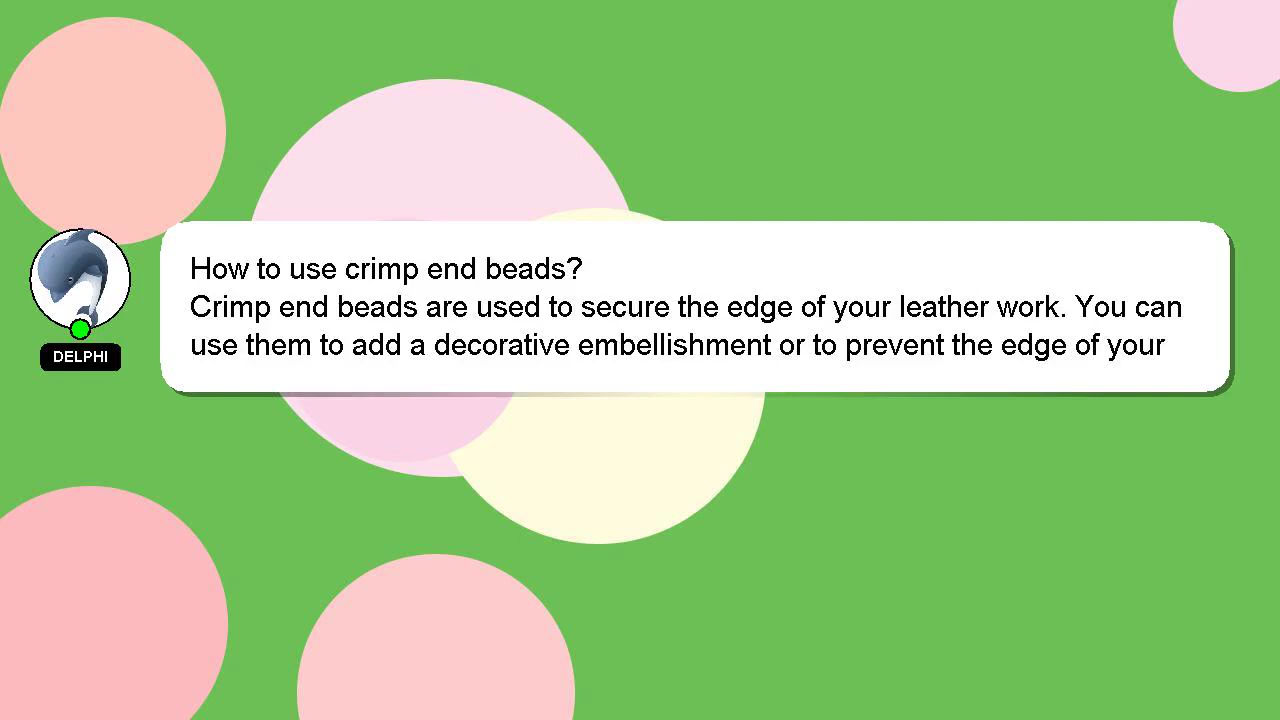 How to use crimp end beads?
Crimp end beads are used to secure the edge of your leather work. You can
use them to add a decorative embellishment or to prevent the edge of your
DELPHI